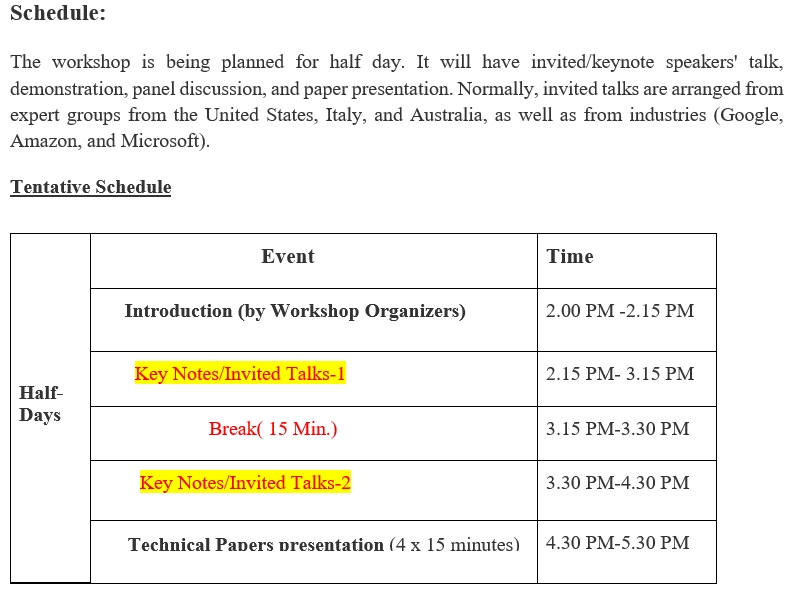 Schedule:
The workshop is being planned for half day. It will have invited/keynote speakers' talk,
demonstration, panel discussion, and paper presentation. Normally, invited talks are arranged from
expert groups from the United States, Italy, and Australia, as well as from industries (Google,
Amazon, and Microsoft).
Tentative Schedule
Event Time
Introduction (by Workshop Organizers) 2.00 PM -2.15 PM
Key Notes/Invited Talks-1 2.15 PM- 3.15 PM
Half-
Days
Break( 15 Min.) 3.15 PM-3.30 PM
Key Notes/Invited Talks-2 3.30 PM-4.30 PM
Technical Papers presentation (4 x 15 minutes) 4.30 PM-5.30 PM